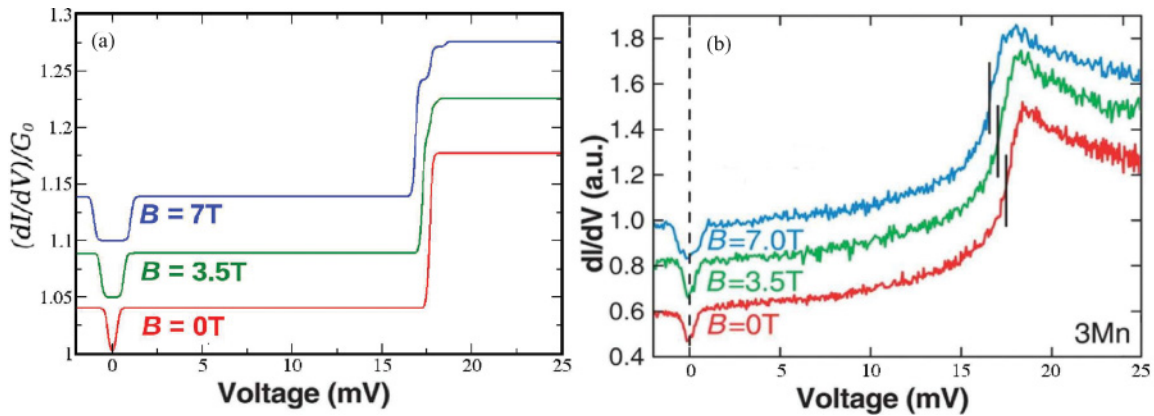 (a)
(dI/dV)/G₀
1.3
1.25
1.2
1.15
1.1
1.05
1
B = 7T
B = 3.5T
B = 0T
0
5
10
15
20
25
Voltage (mV)
(b)
dI/dV (a.u.)
1.8
1.6
1.4
1.2
1.0
0.8
0.6
0.4
B=7.0T
B=3.5T
B=0T
3Mn
0
5
10
15
20
25
Voltage (mV)